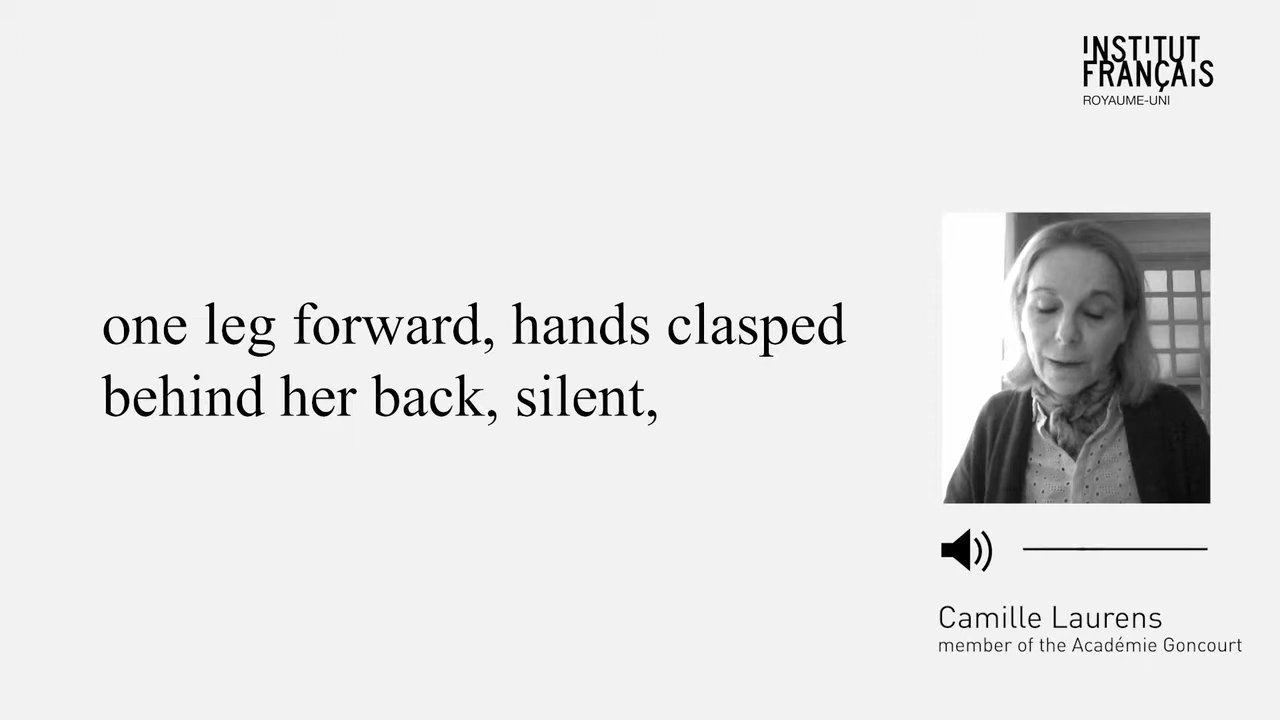 INSTITUT
FRANÇAIS
ROYAUME-UNI
one leg forward, hands clasped
behind her back, silent,
Camille Laurens
member of the Académie Goncourt